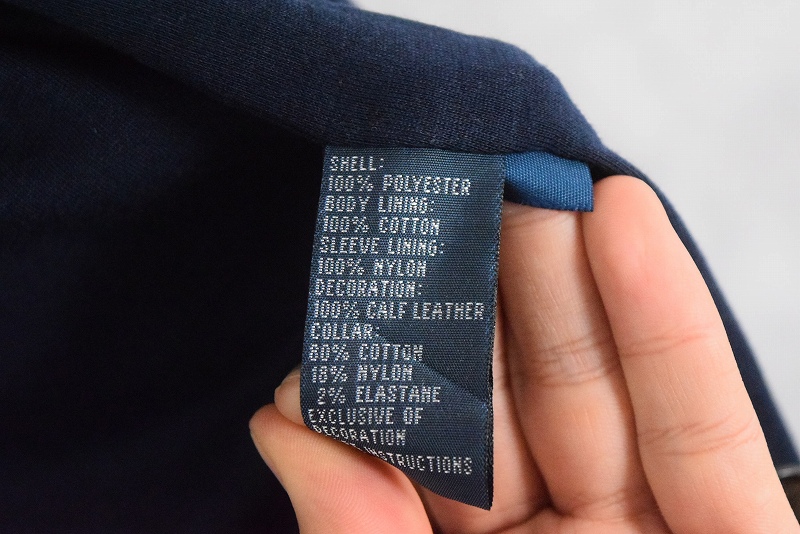 SHELL:
100% POLYESTER
BODY LINING:
100% COTTON
SLEEVE LINING:
100% NYLON
DECORATION:
100% CALF LEATHER
COLLAR:
80% COTTON
18% NYLON
2% ELASTANE
EXCLUSIVE OF
DECORATION
INSTRUCTIONS